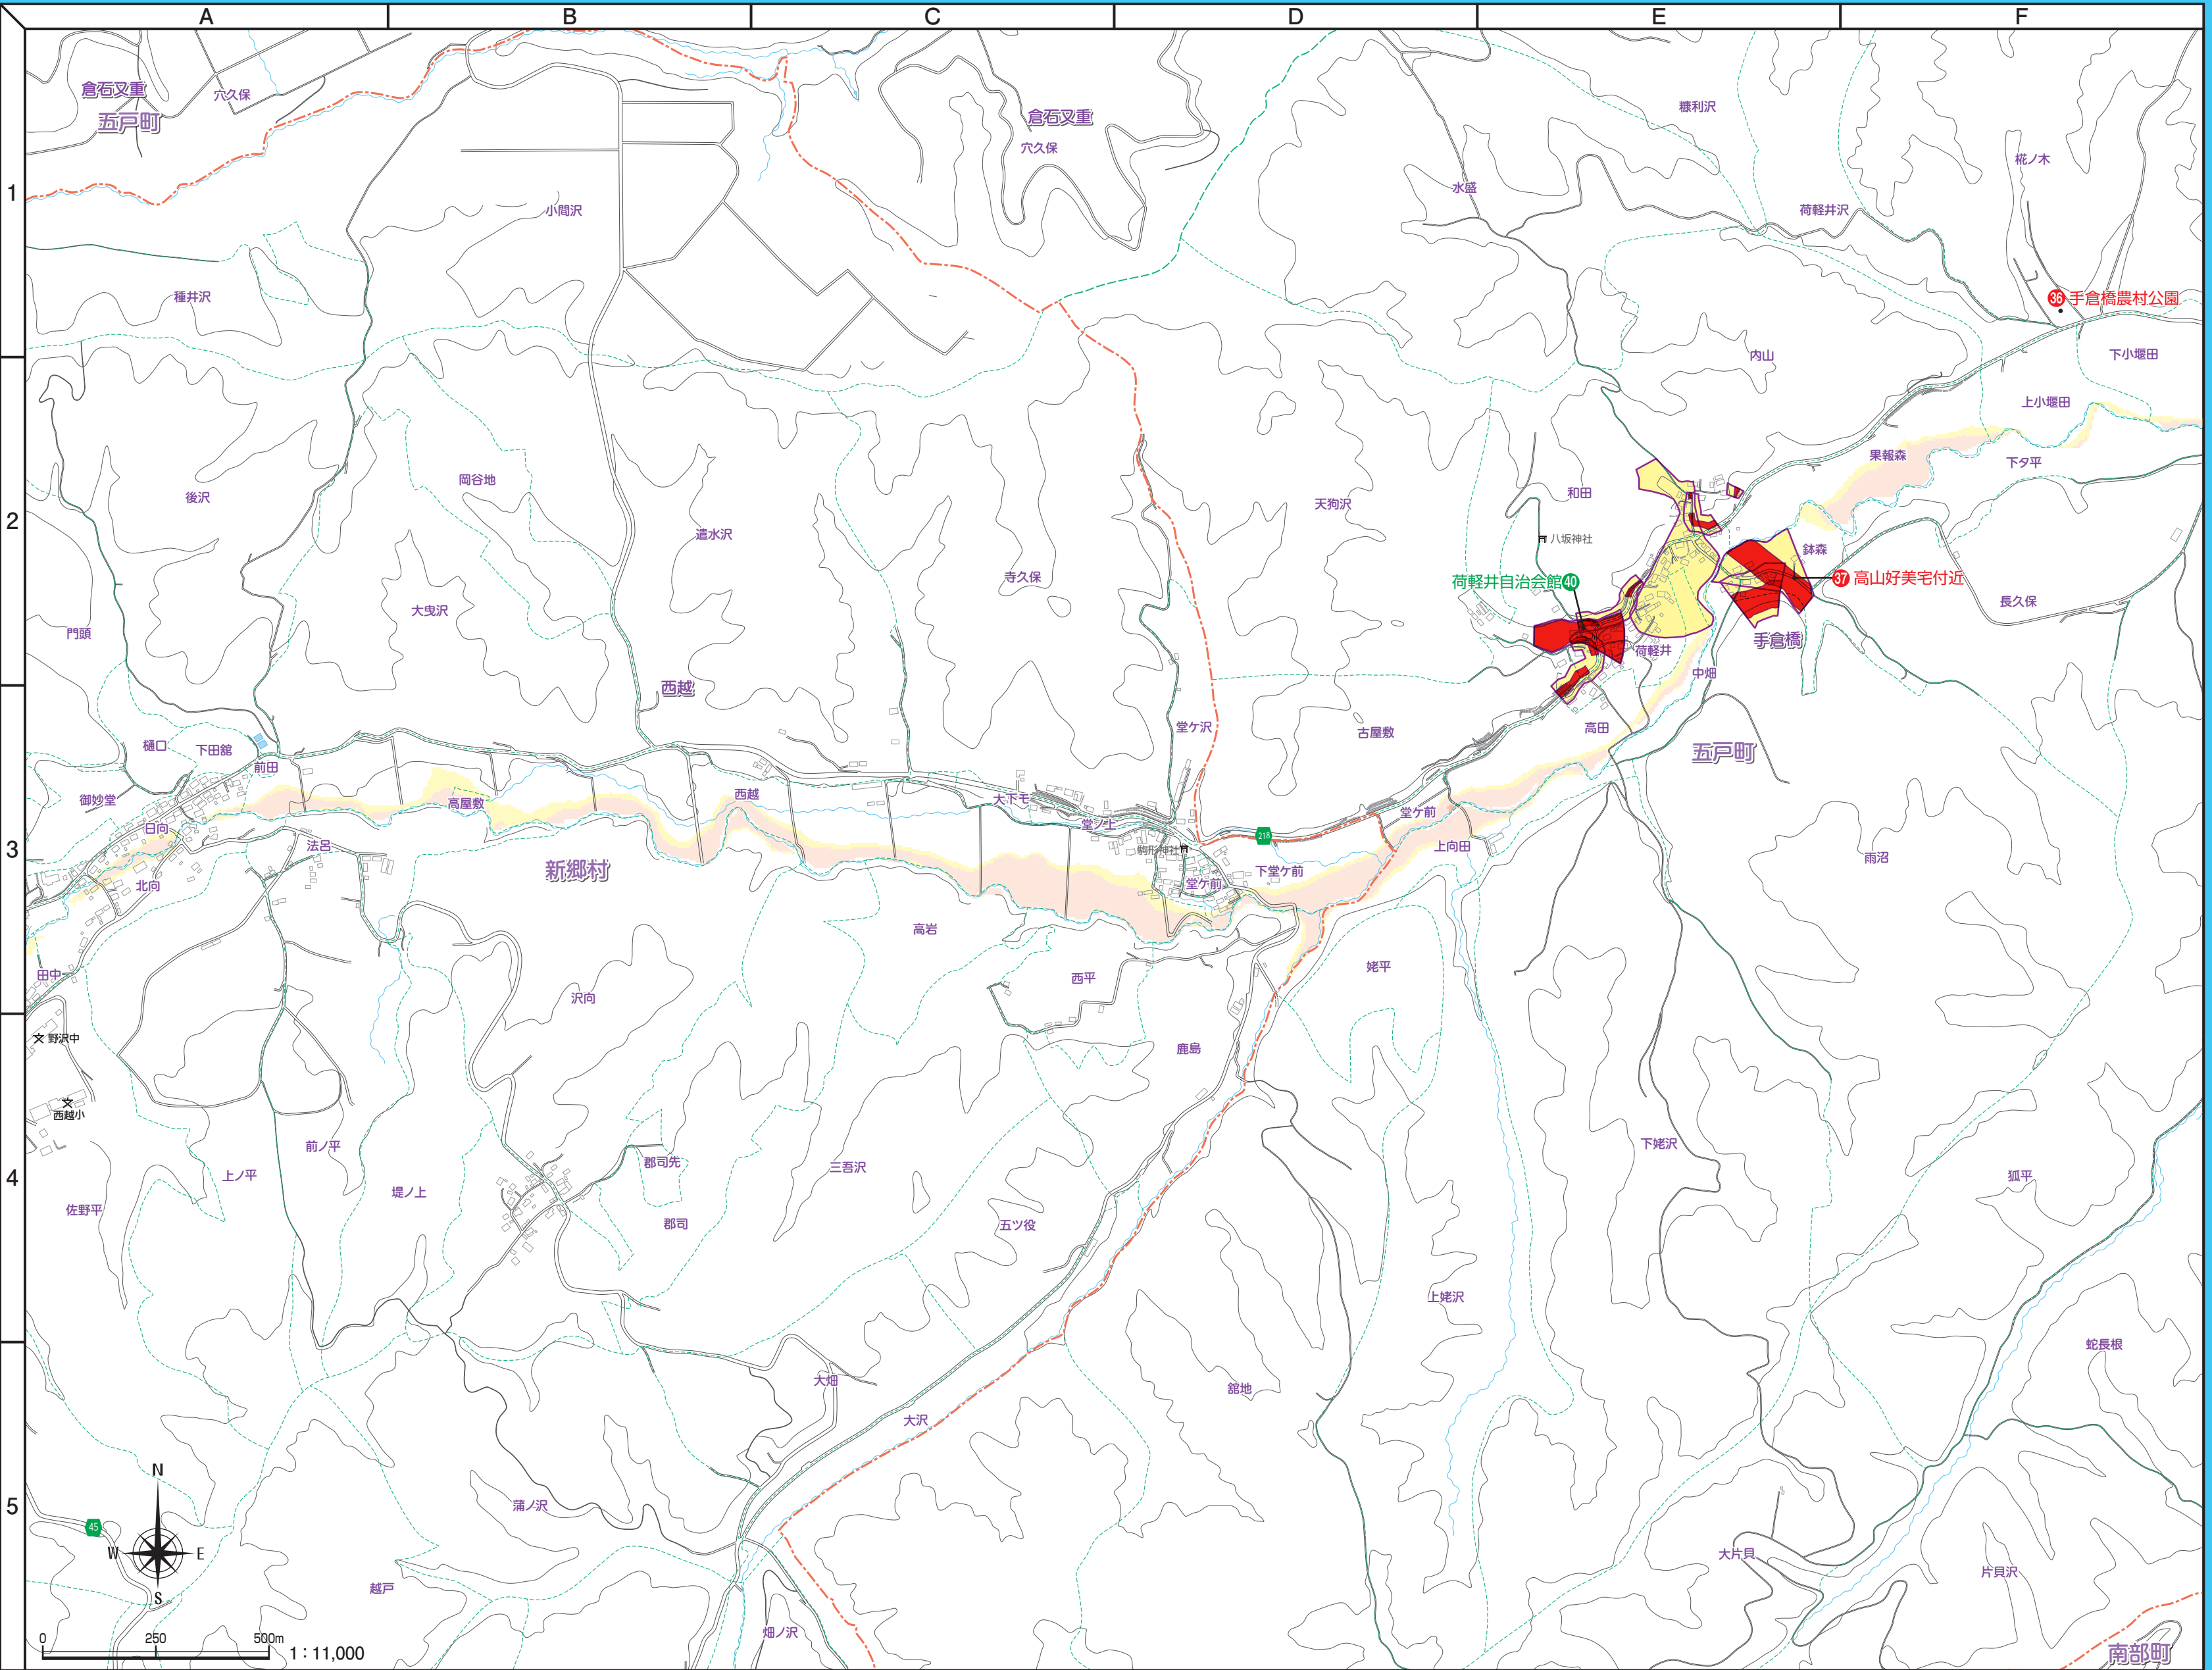 A B C D E F
1
2
3
4
5
倉石又重
穴久保
五戸町
倉石又重
穴久保
糠利沢
椛ノ木
水盛
荷軽井沢
小間沢
種井沢
㊱手倉橋農村公園
内山
下小堰田
上小堰田
果報森
下タ平
後沢
岡谷地
遣水沢
天狗沢
和田
八坂神社
鉢森
寺久保
荷軽井自治会館㊵
㊲高山好美宅付近
長久保
大曳沢
門頭
手倉橋
荷軽井
中畑
西越
堂ケ沢
古屋敷
高田
五戸町
樋口
下田舘
前田
御妙堂
高屋敷
西越
大下モ
堂ノ上
堂ケ前
日向
法呂
218
駒形神社
上向田
新郷村
下堂ケ前
雨沼
北向
堂ケ前
高岩
田中
西平
姥平
沢向
野沢中
鹿島
西越小
前ノ平
上ノ平
郡司先
三吾沢
下姥沢
狐平
堤ノ上
佐野平
郡司
五ツ役
上姥沢
蛇長根
大畑
舘地
大沢
蒲ノ沢
45
N
W E
S
大片貝
片貝沢
越戸
畑ノ沢
南部町
0 250 500m
1：11,000